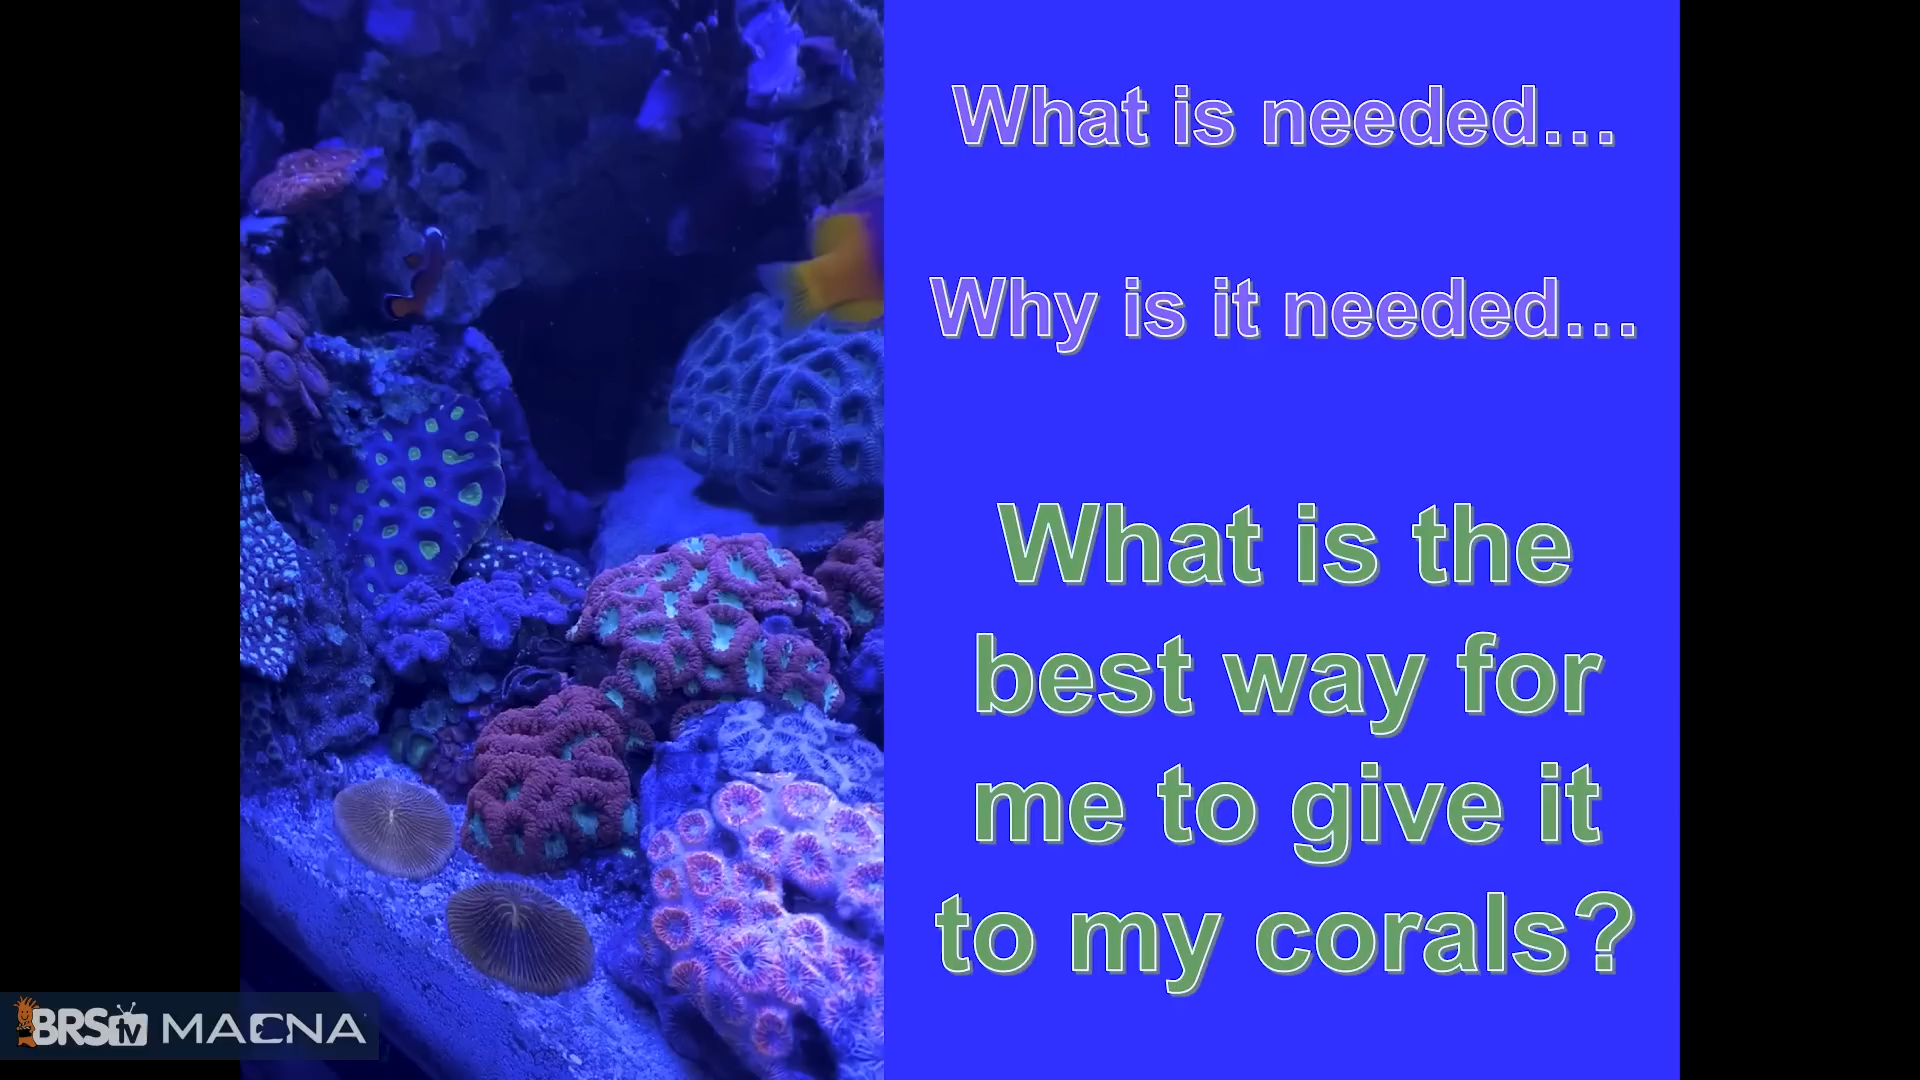 What is needed...
Why is it needed...
What is the
best way for
me to give it
to my corals?
BRStv MACNA